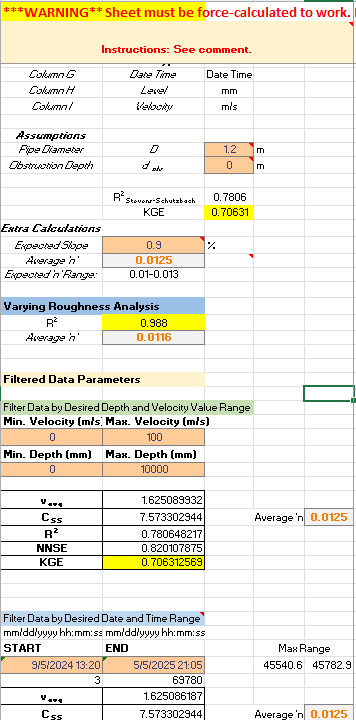 ***WARNING** Sheet must be force-calculated to work.
Instructions: See comment.
Column G Date Time Date Time
Column H Level mm
Column I Velocity m/s
Assumptions
Pipe Diameter D 1.2 m
Obstruction Depth d obs 0 m
R² Stevens-Schutzbach 0.7806
KGE 0.70631
Extra Calculations
Expected Slope 0.9 %
Average 'n' 0.0125
Expected 'n' Range: 0.01-0.013
Varying Roughness Analysis
R² 0.988
Average 'n' 0.0116
Filtered Data Parameters
Filter Data by Desired Depth and Velocity Value Range
Min. Velocity (m/s) Max. Velocity (m/s)
0 100
Min. Depth (mm) Max. Depth (mm)
0 10000
v avg 1.625089932
Css 7.573302944 Average 'n 0.0125
R² 0.780648217
NNSE 0.820107875
KGE 0.706312569
Filter Data by Desired Date and Time Range
mm/dd/yyyy hh:mm:ss mm/dd/yyyy hh:mm:ss
START END Max Range
9/5/2024 13:20 5/5/2025 21:05 45540.6 45782.9
3 69780
v avg 1.625086187
Css 7.573302944 Average 'n 0.0125